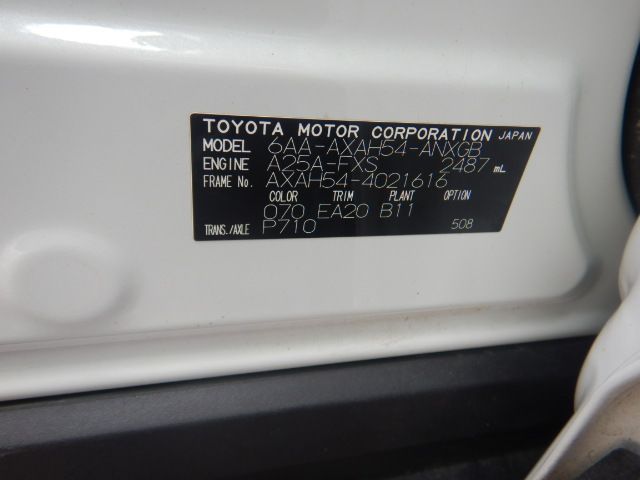 TOYOTA MOTOR CORPORATION JAPAN
MODEL 6AA-AXAH54-ANXGB
ENGINE A25A-FXS 2487 mL
FRAME No. AXAH54-4021616
COLOR TRIM PLANT OPTION
070 EA20 B11
TRANS./AXLE P710 508